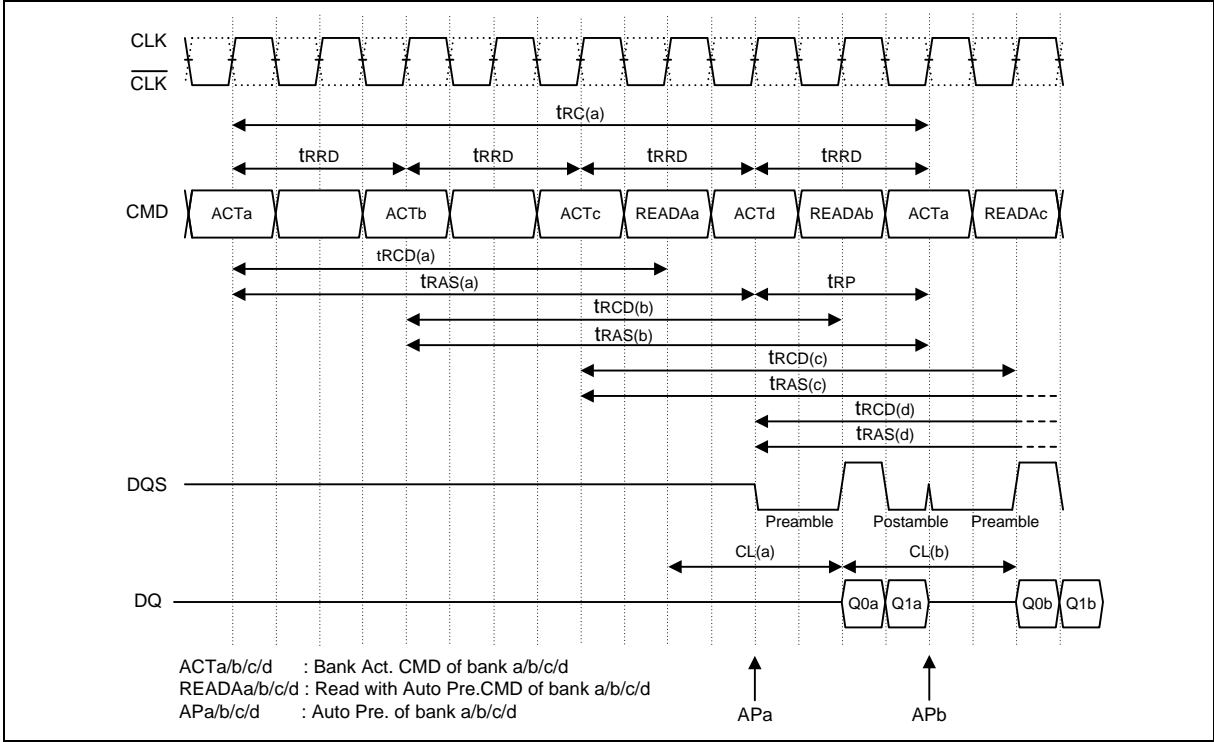 CLK
CLK
tRC(a)
tRRD tRRD tRRD tRRD
CMD ACTa ACTb ACTc READAa ACTd READAb ACTa READAc
tRCD(a)
tRAS(a) tRP
tRCD(b)
tRAS(b)
tRCD(c)
tRAS(c)
tRCD(d)
tRAS(d)
DQS
Preamble Postamble Preamble
CL(a) CL(b)
DQ Q0a Q1a Q0b Q1b
ACTa/b/c/d : Bank Act. CMD of bank a/b/c/d
READAa/b/c/d : Read with Auto Pre.CMD of bank a/b/c/d
APa/b/c/d : Auto Pre. of bank a/b/c/d
APa APb